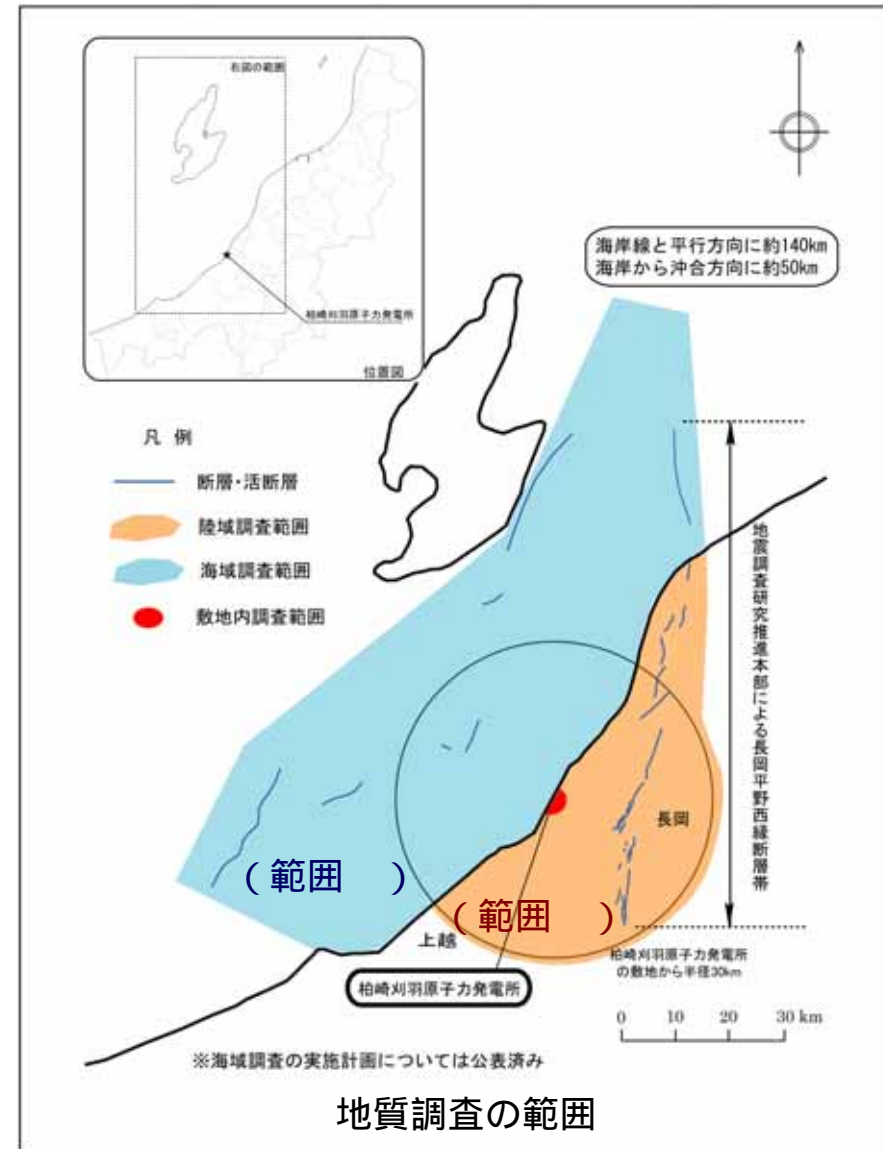 右図の範囲
柏崎刈羽原子力発電所
位置図
海岸線と平行方向に約140km
海岸から沖合方向に約50km
凡 例
断層・活断層
陸域調査範囲
海域調査範囲
敷地内調査範囲
地震調査研究推進本部による長岡平野西縁断層帯
長岡
(範囲 )
(範囲 )
上越
柏崎刈羽原子力発電所
の敷地から半径30km
柏崎刈羽原子力発電所
0 10 20 30 km
※海域調査の実施計画については公表済み
地質調査の範囲